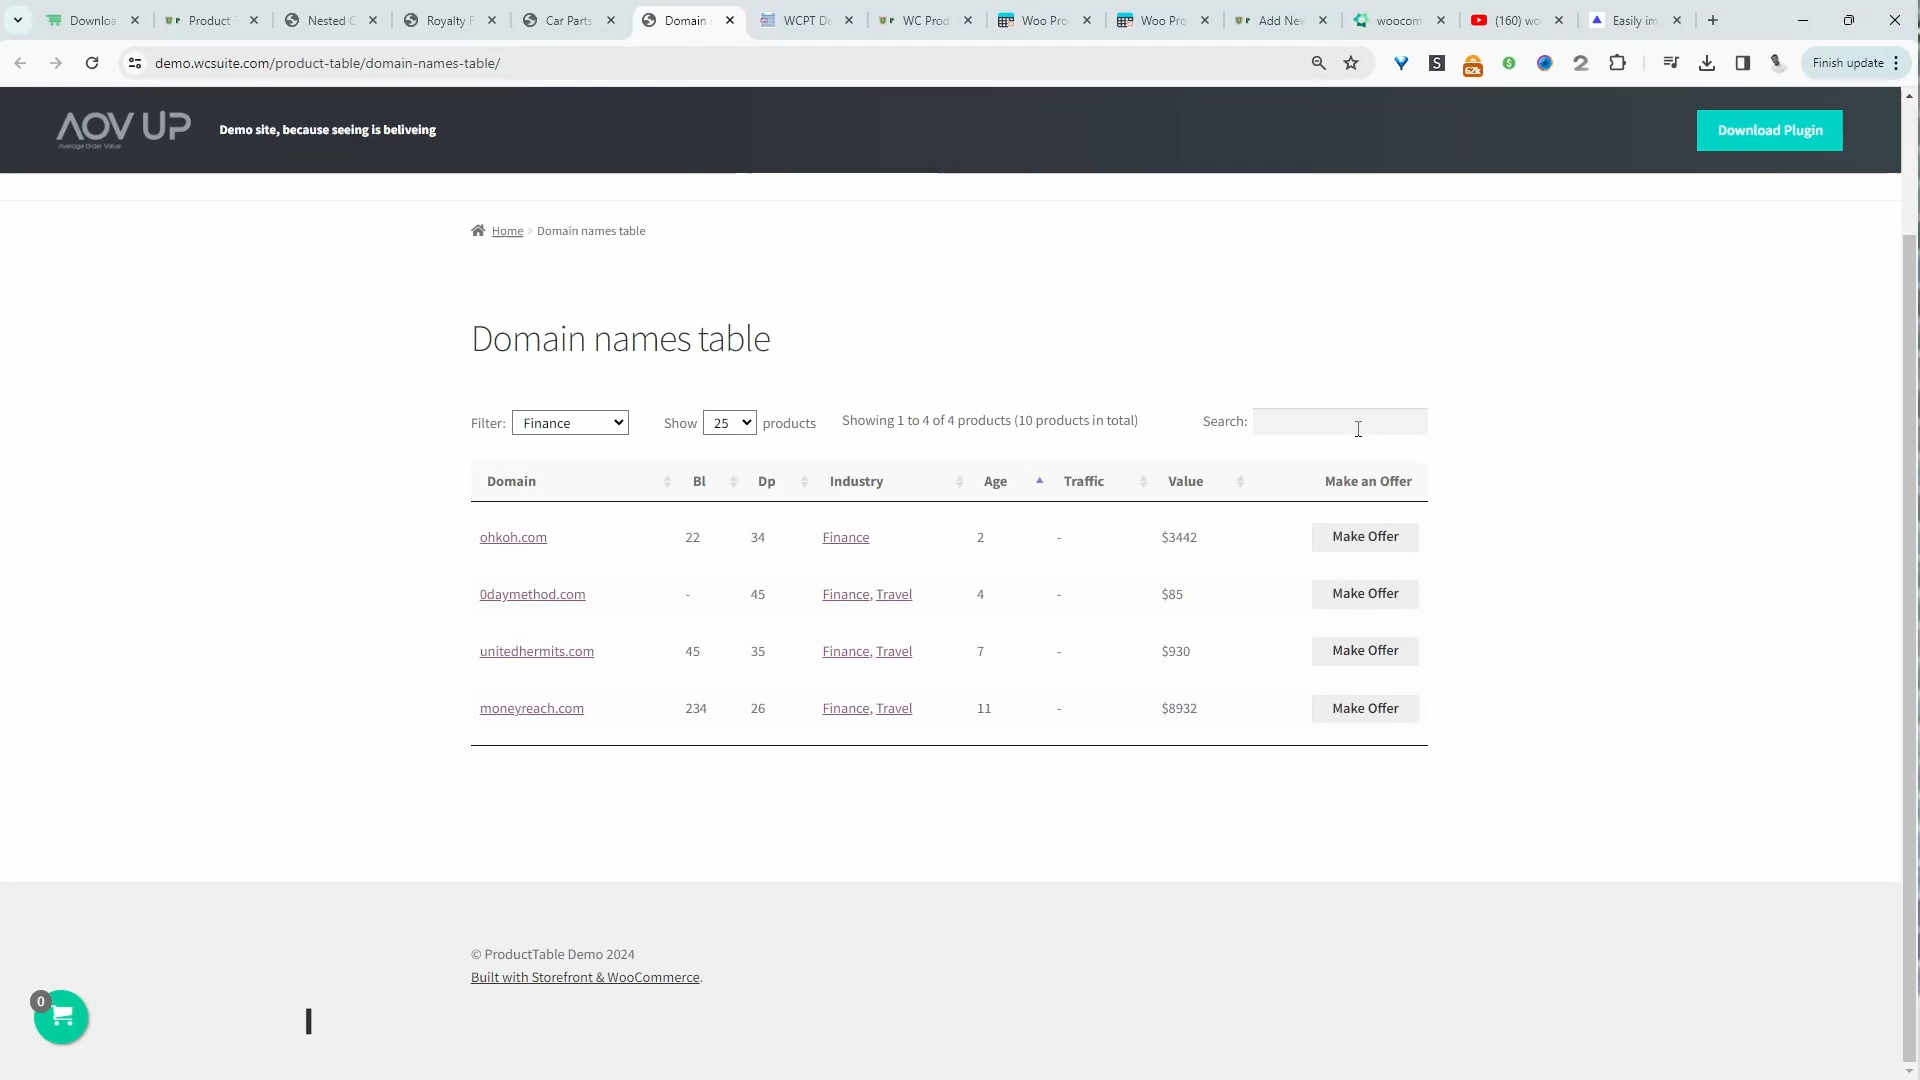 Downloa
Product
Nested C
Royalty F
Car Parts
Domain
WCPT De
WC Prod
Woo Pro
Woo Pro
Add New
woocom
(160) wo
Easily im
demo.wcsuite.com/product-table/domain-names-table/
62k
Finish update
AOV UP
Average Order Value
Demo site, because seeing is beliveing
Download Plugin
Home › Domain names table
Domain names table
Filter: Finance Show 25 products Showing 1 to 4 of 4 products (10 products in total) Search:
Domain Bl Dp Industry Age Traffic Value Make an Offer
ohkoh.com 22 34 Finance 2 - $3442 Make Offer
0daymethod.com - 45 Finance, Travel 4 - $85 Make Offer
unitedhermits.com 45 35 Finance, Travel 7 - $930 Make Offer
moneyreach.com 234 26 Finance, Travel 11 - $8932 Make Offer
© ProductTable Demo 2024
Built with Storefront & WooCommerce.
0